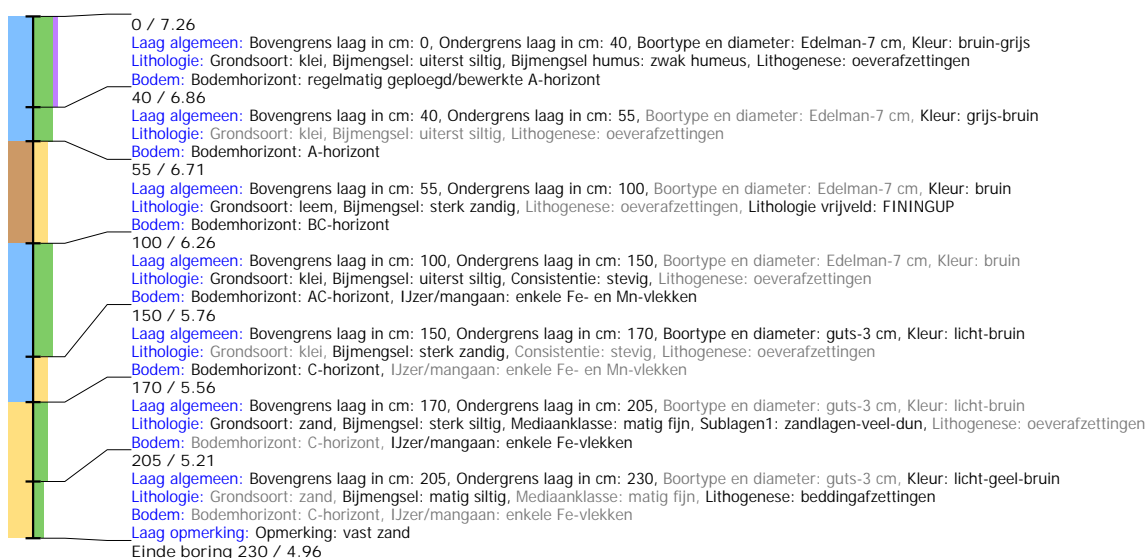 0 / 7.26
Laag algemeen: Bovengrens laag in cm: 0, Ondergrens laag in cm: 40, Boortype en diameter: Edelman-7 cm, Kleur: bruin-grijs
Lithologie: Grondsoort: klei, Bijmengsel: uiterst siltig, Bijmengsel humus: zwak humeus, Lithogenese: oeverafzettingen
Bodem: Bodemhorizont: regelmatig geploegd/bewerkte A-horizont
40 / 6.86
Laag algemeen: Bovengrens laag in cm: 40, Ondergrens laag in cm: 55, Boortype en diameter: Edelman-7 cm, Kleur: grijs-bruin
Lithologie: Grondsoort: klei, Bijmengsel: uiterst siltig, Lithogenese: oeverafzettingen
Bodem: Bodemhorizont: A-horizont
55 / 6.71
Laag algemeen: Bovengrens laag in cm: 55, Ondergrens laag in cm: 100, Boortype en diameter: Edelman-7 cm, Kleur: bruin
Lithologie: Grondsoort: leem, Bijmengsel: sterk zandig, Lithogenese: oeverafzettingen, Lithologie vrijveld: FININGUP
Bodem: Bodemhorizont: BC-horizont
100 / 6.26
Laag algemeen: Bovengrens laag in cm: 100, Ondergrens laag in cm: 150, Boortype en diameter: Edelman-7 cm, Kleur: bruin
Lithologie: Grondsoort: klei, Bijmengsel: uiterst siltig, Consistentie: stevig, Lithogenese: oeverafzettingen
Bodem: Bodemhorizont: AC-horizont, IJzer/mangaan: enkele Fe- en Mn-vlekken
150 / 5.76
Laag algemeen: Bovengrens laag in cm: 150, Ondergrens laag in cm: 170, Boortype en diameter: guts-3 cm, Kleur: licht-bruin
Lithologie: Grondsoort: klei, Bijmengsel: sterk zandig, Consistentie: stevig, Lithogenese: oeverafzettingen
Bodem: Bodemhorizont: C-horizont, IJzer/mangaan: enkele Fe- en Mn-vlekken
170 / 5.56
Laag algemeen: Bovengrens laag in cm: 170, Ondergrens laag in cm: 205, Boortype en diameter: guts-3 cm, Kleur: licht-bruin
Lithologie: Grondsoort: zand, Bijmengsel: sterk siltig, Mediaanklasse: matig fijn, Sublagen1: zandlagen-veel-dun, Lithogenese: oeverafzettingen
Bodem: Bodemhorizont: C-horizont, IJzer/mangaan: enkele Fe-vlekken
205 / 5.21
Laag algemeen: Bovengrens laag in cm: 205, Ondergrens laag in cm: 230, Boortype en diameter: guts-3 cm, Kleur: licht-geel-bruin
Lithologie: Grondsoort: zand, Bijmengsel: matig siltig, Mediaanklasse: matig fijn, Lithogenese: beddingafzettingen
Bodem: Bodemhorizont: C-horizont, IJzer/mangaan: enkele Fe-vlekken
Laag opmerking: Opmerking: vast zand
Einde boring 230 / 4.96